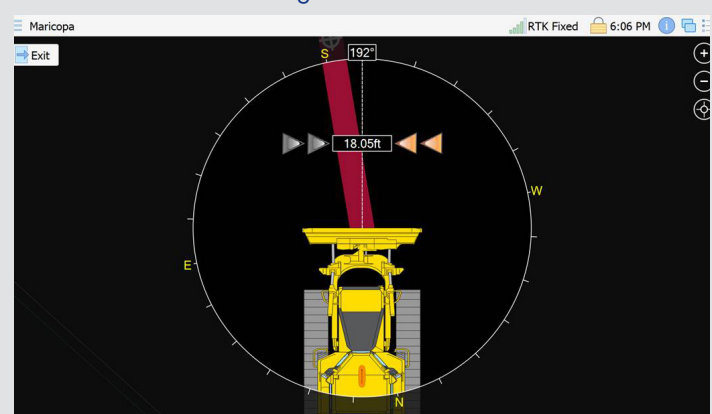 Maricopa
RTK Fixed
6:06 PM
Exit
S
192°
18.05ft
W
E
N